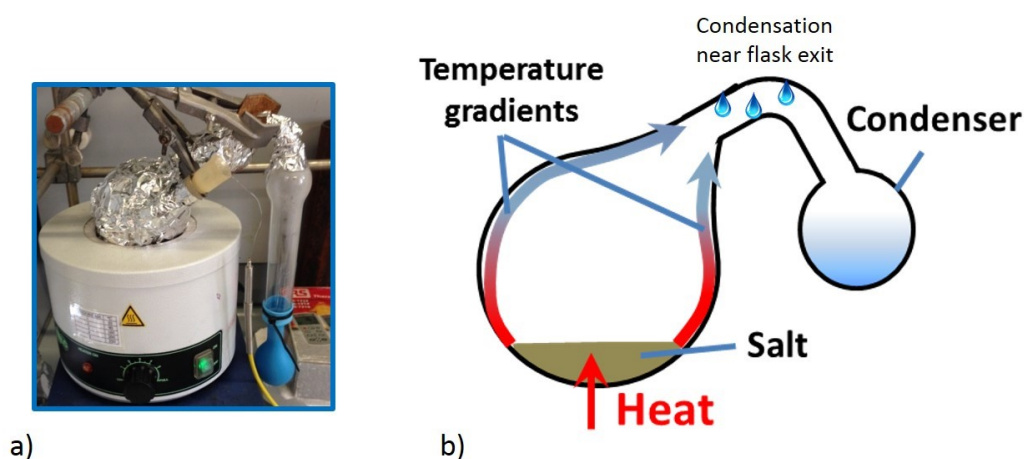 Condensation
near flask exit
Temperature
gradients
Condenser
Salt
Heat
a)
b)